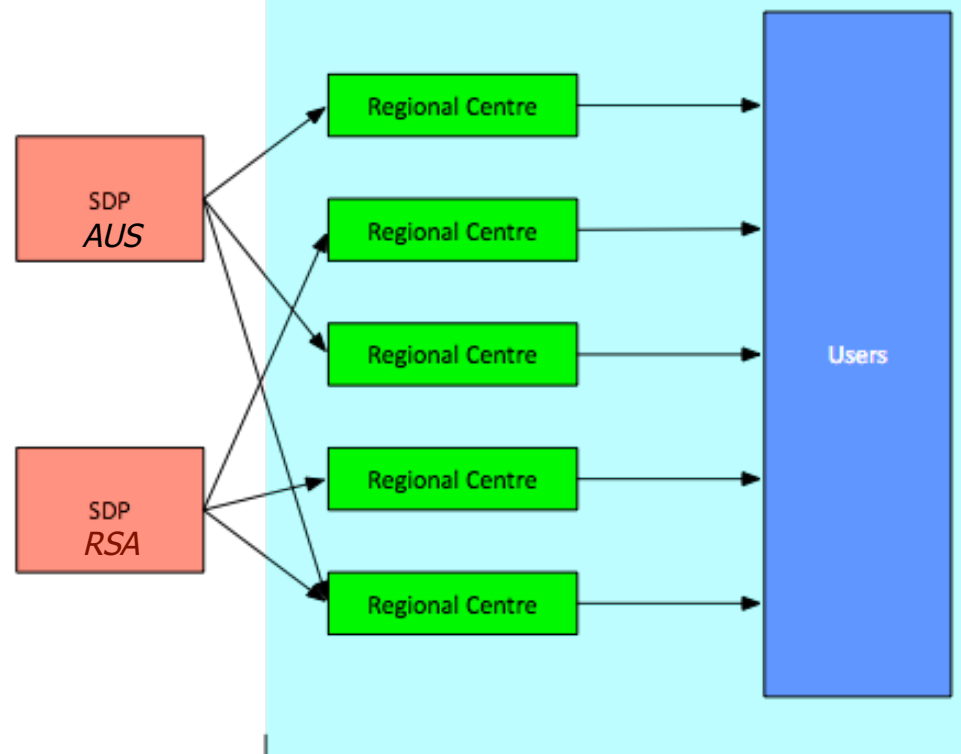 SDP
AUS
SDP
RSA
Regional Centre
Regional Centre
Regional Centre
Regional Centre
Regional Centre
Users